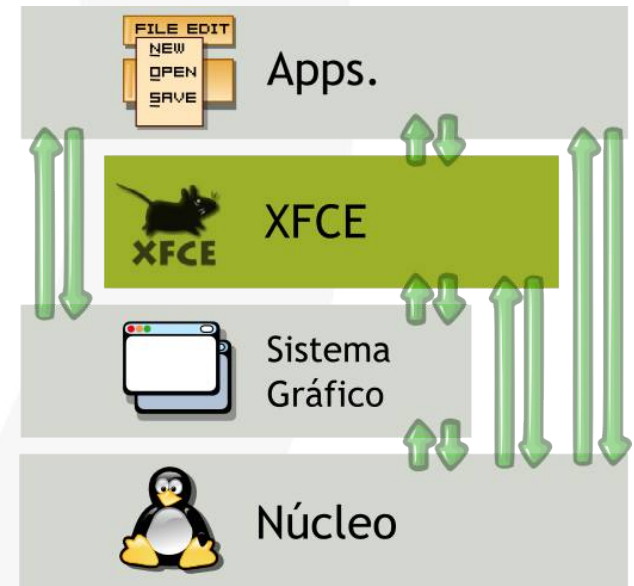 FILE EDIT
NEW
OPEN
SAVE
Apps.
XFCE
XFCE
Sistema
Gráfico
Núcleo